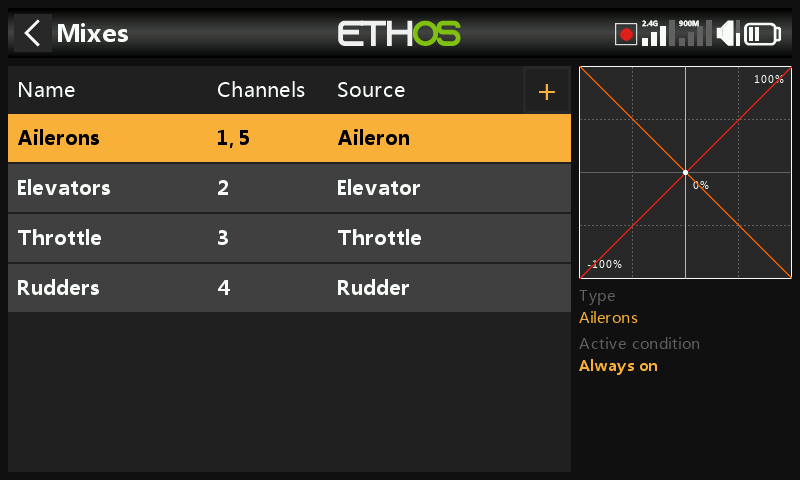 Mixes ETHOS 2.4G 900M
Name Channels Source +
Ailerons 1, 5 Aileron
Elevators 2 Elevator
Throttle 3 Throttle
Rudders 4 Rudder
100%
0%
-100%
Type
Ailerons
Active condition
Always on